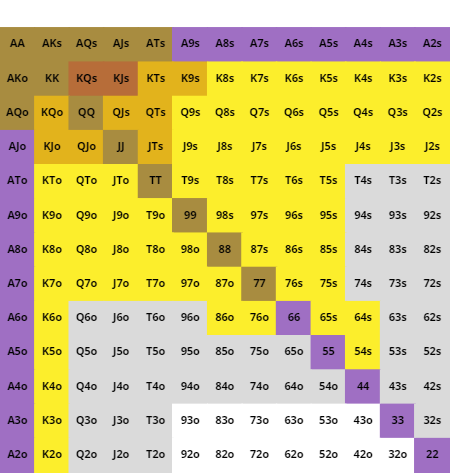 AA AKs AQs AJs ATs A9s A8s A7s A6s A5s A4s A3s A2s
AKo KK KQs KJs KTs K9s K8s K7s K6s K5s K4s K3s K2s
AQo KQo QQ QJs QTs Q9s Q8s Q7s Q6s Q5s Q4s Q3s Q2s
AJo KJo QJo JJ JTs J9s J8s J7s J6s J5s J4s J3s J2s
ATo KTo QTo JTo TT T9s T8s T7s T6s T5s T4s T3s T2s
A9o K9o Q9o J9o T9o 99 98s 97s 96s 95s 94s 93s 92s
A8o K8o Q8o J8o T8o 98o 88 87s 86s 85s 84s 83s 82s
A7o K7o Q7o J7o T7o 97o 87o 77 76s 75s 74s 73s 72s
A6o K6o Q6o J6o T6o 96o 86o 76o 66 65s 64s 63s 62s
A5o K5o Q5o J5o T5o 95o 85o 75o 65o 55 54s 53s 52s
A4o K4o Q4o J4o T4o 94o 84o 74o 64o 54o 44 43s 42s
A3o K3o Q3o J3o T3o 93o 83o 73o 63o 53o 43o 33 32s
A2o K2o Q2o J2o T2o 92o 82o 72o 62o 52o 42o 32o 22